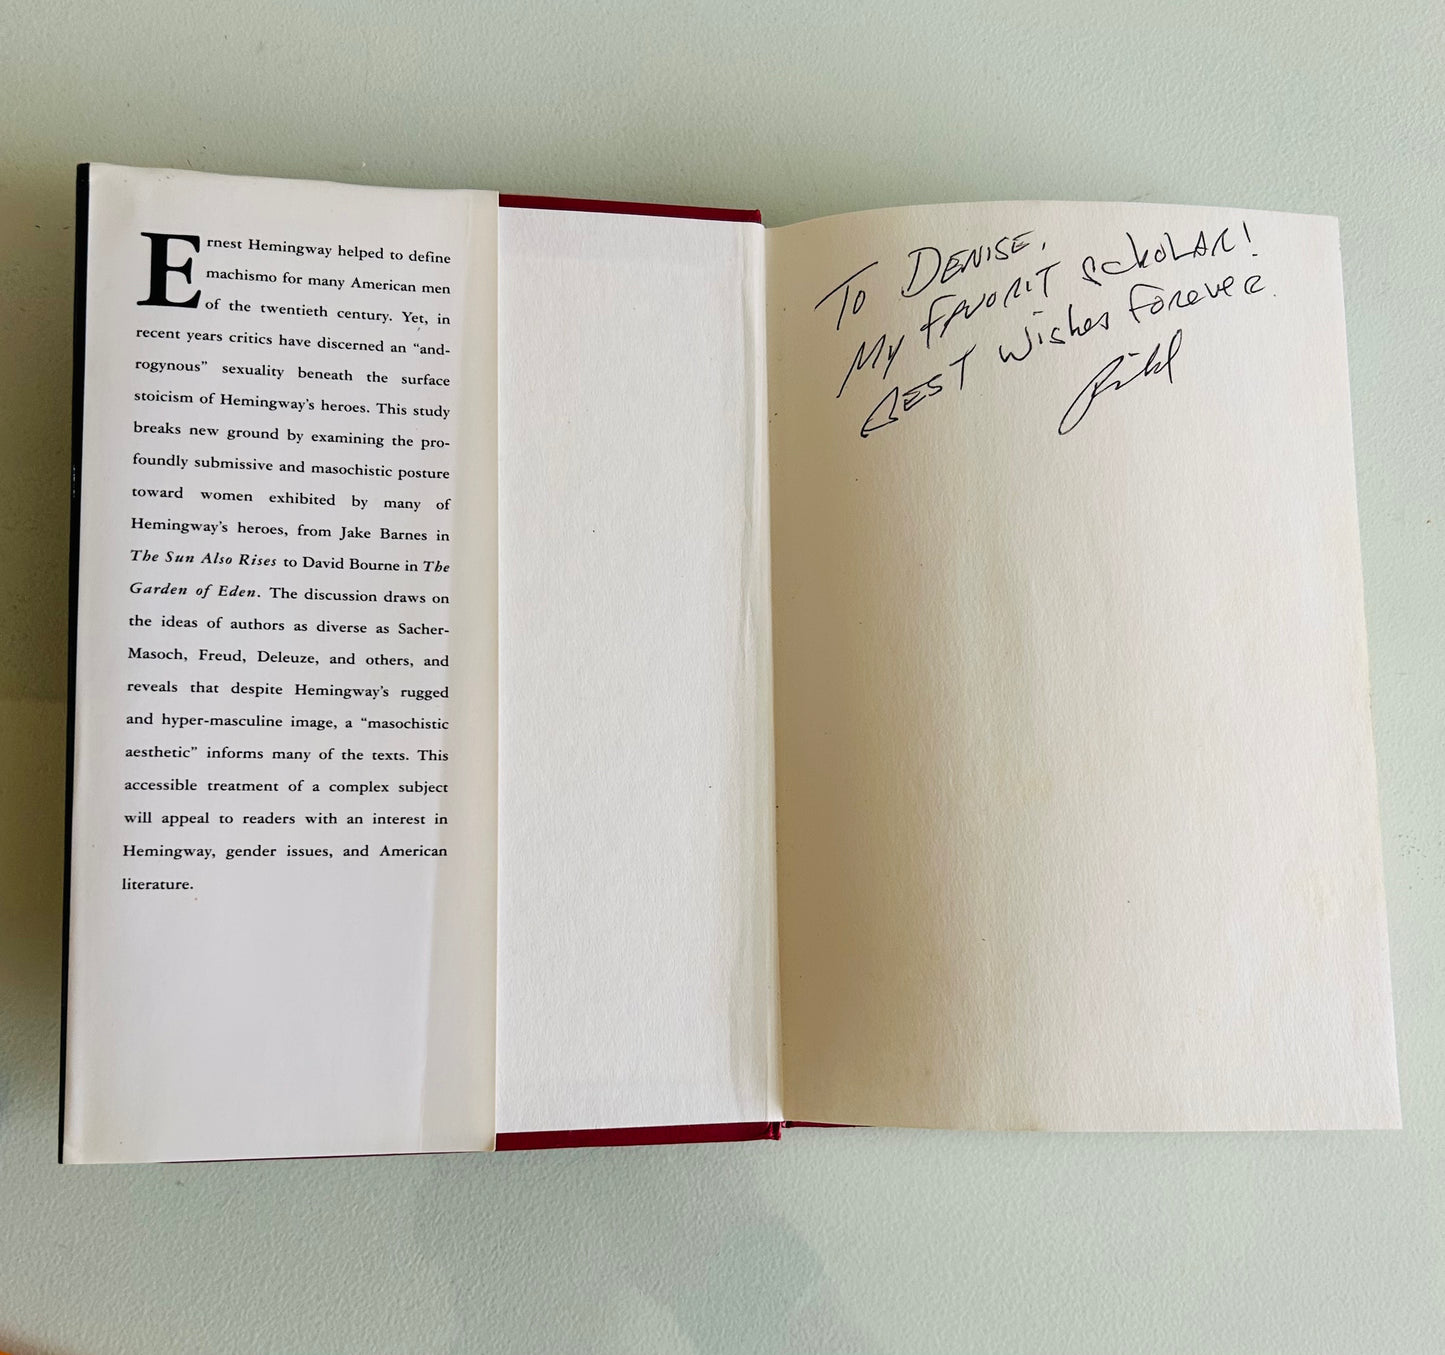 Ernest Hemingway helped to define
machismo for many American men
of the twentieth century. Yet, in
recent years critics have discerned an “and-
rogynous” sexuality beneath the surface
stoicism of Hemingway’s heroes. This study
breaks new ground by examining the pro-
foundly submissive and masochistic posture
toward women exhibited by many of
Hemingway’s heroes, from Jake Barnes in
The Sun Also Rises to David Bourne in The
Garden of Eden. The discussion draws on
the ideas of authors as diverse as Sacher-
Masoch, Freud, Deleuze, and others, and
reveals that despite Hemingway’s rugged
and hyper-masculine image, a “masochistic
aesthetic” informs many of the texts. This
accessible treatment of a complex subject
will appeal to readers with an interest in
Hemingway, gender issues, and American
literature.
TO DENISE,
MY FAVORIT SCHOLAR!
BEST WISHES FOREVER.